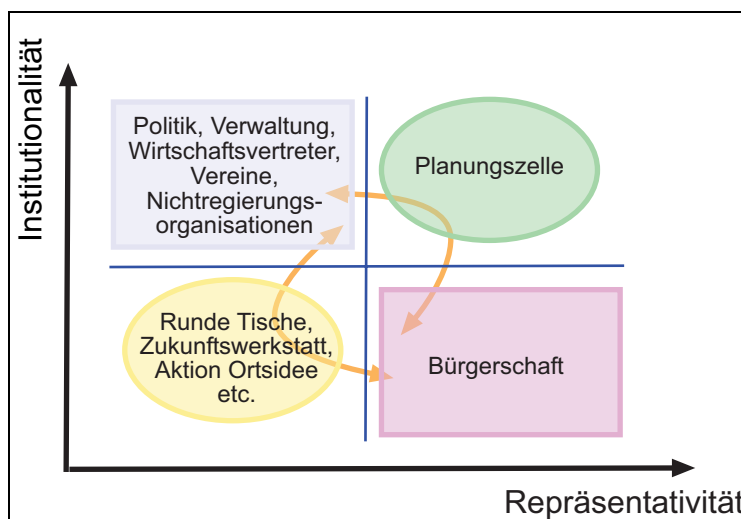 Institutionalität
Politik, Verwaltung,
Wirtschaftsvertreter,
Vereine,
Nichtregierungs-
organisationen
Planungszelle
Runde Tische,
Zukunftswerkstatt,
Aktion Ortsidee
etc.
Bürgerschaft
Repräsentativität